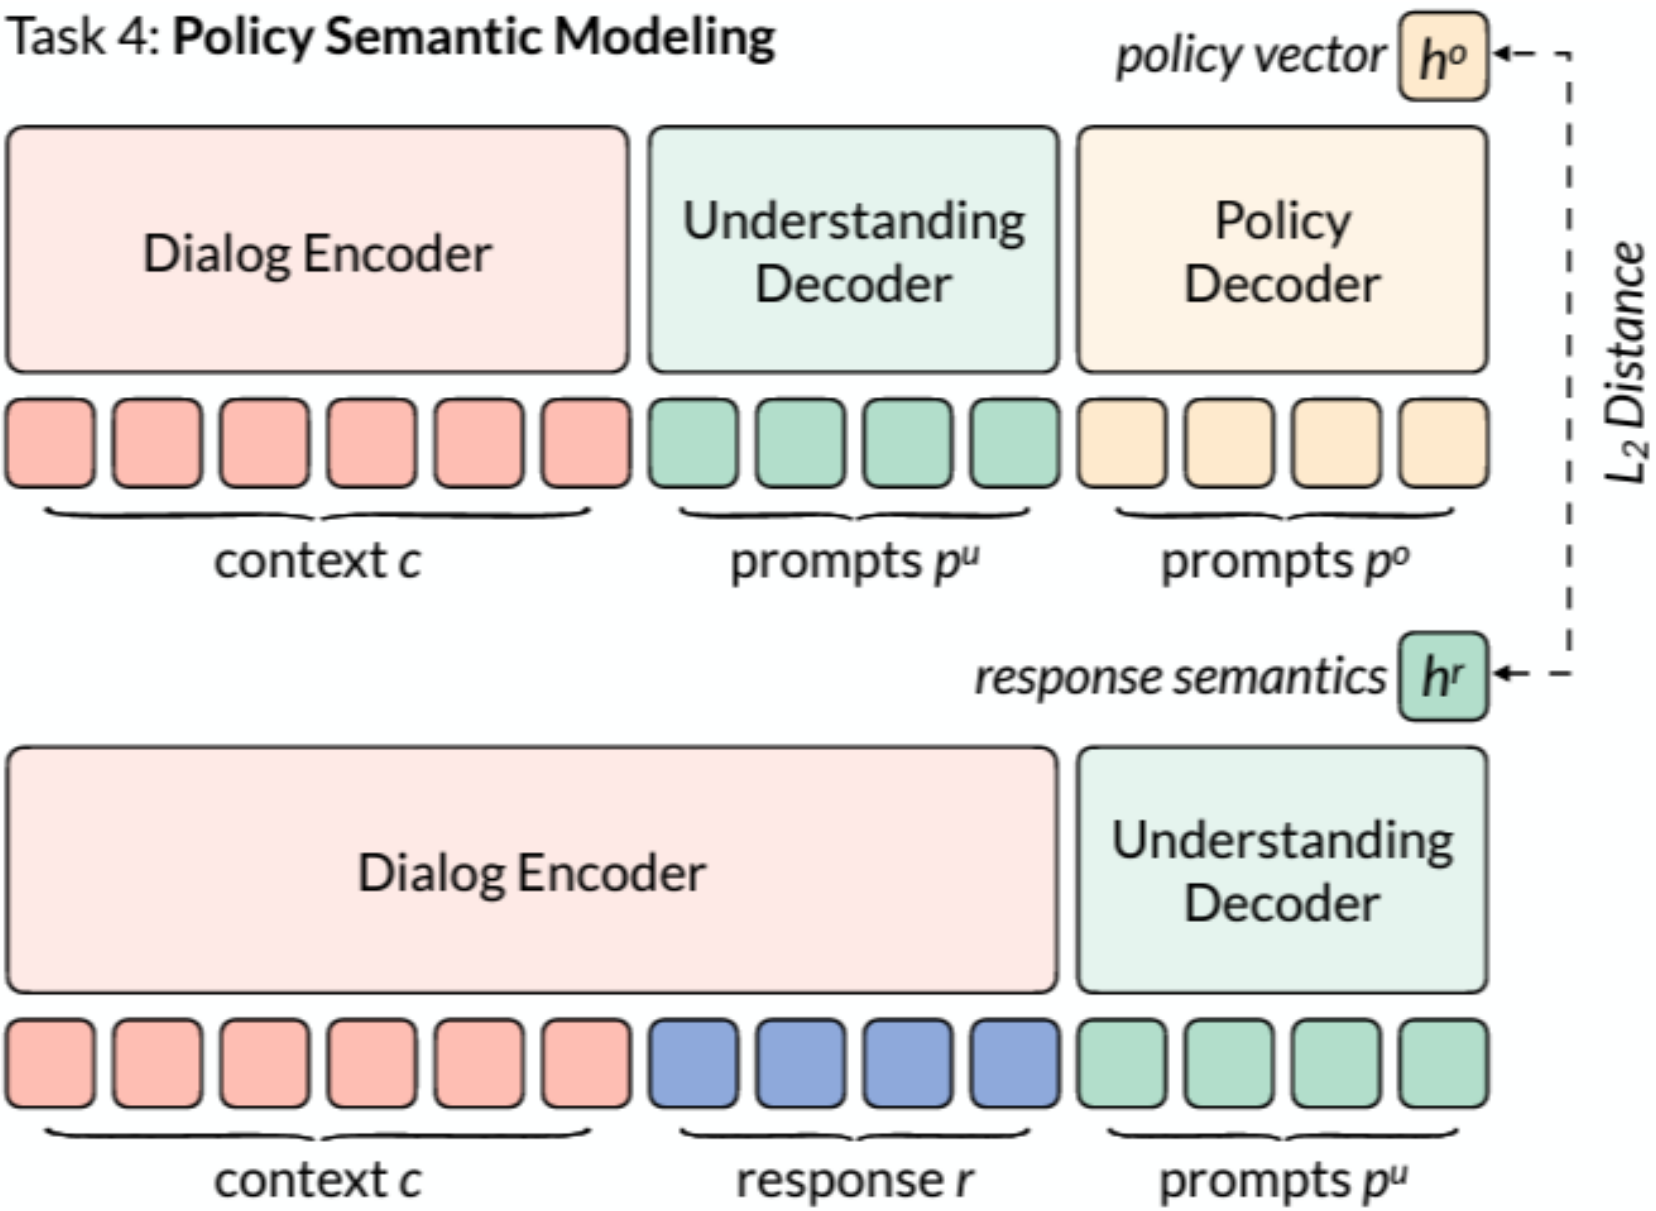 Task 4: Policy Semantic Modeling
policy vector hᵒ
Dialog Encoder
Understanding
Decoder
Policy
Decoder
L₂ Distance
context c
prompts pᵘ
prompts pᵒ
response semantics hʳ
Dialog Encoder
Understanding
Decoder
context c
response r
prompts pᵘ